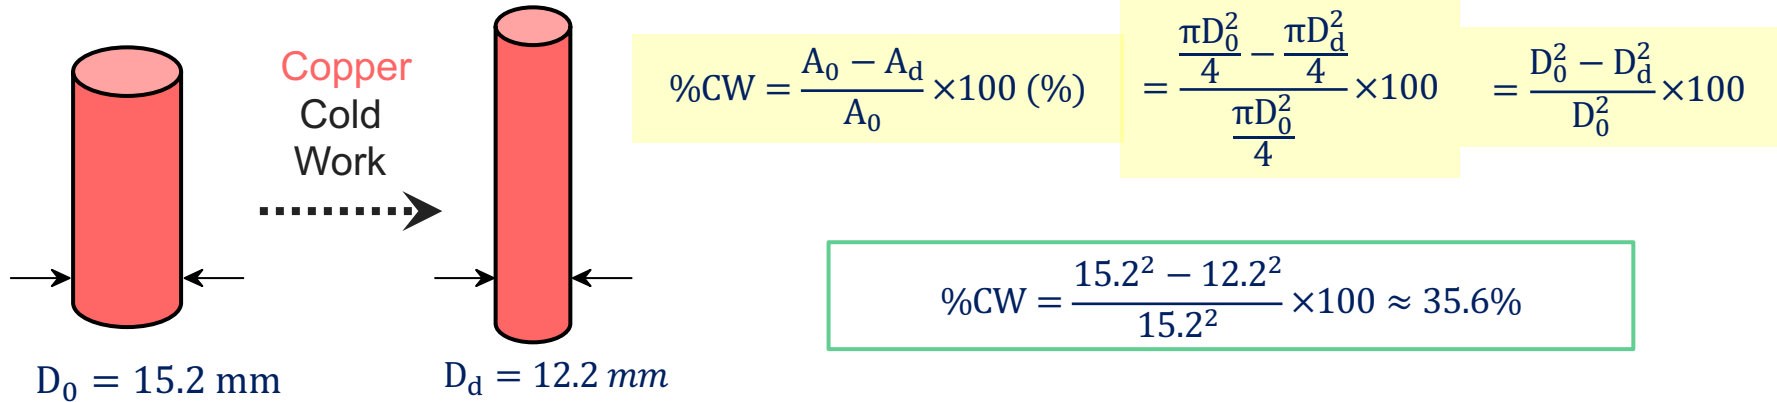 Copper
Cold
Work
D₀ = 15.2 mm
D_d = 12.2 mm
%CW = (A₀ − A_d)/A₀ ×100 (%)
= (πD₀²/4 − πD_d²/4)/(πD₀²/4) ×100
= (D₀² − D_d²)/D₀² ×100
%CW = (15.2² − 12.2²)/15.2² ×100 ≈ 35.6%